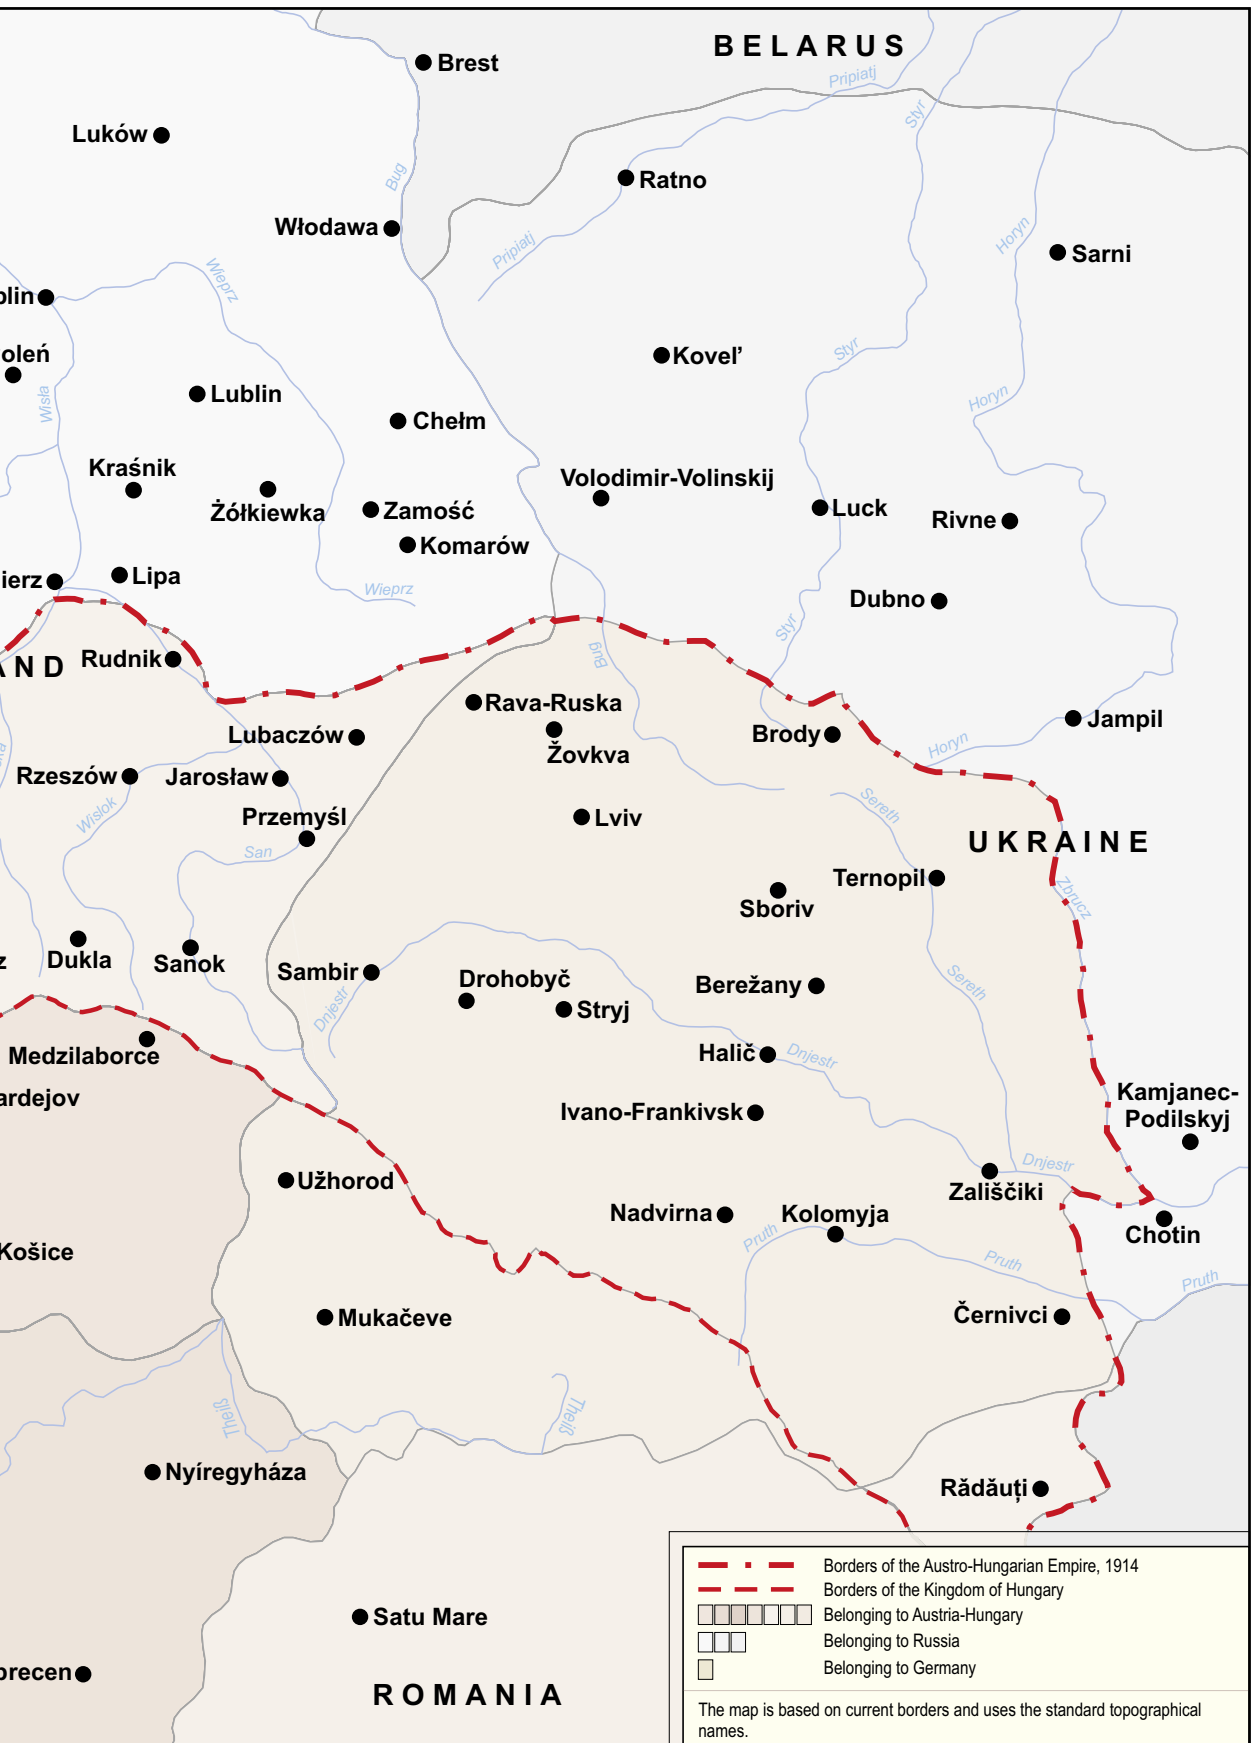 BELARUS
Brest
Pripiatj
Styr
Luków
Bug
Ratno
Włodawa
Pripiatj
Horyn
Sarni
Wieprz
blin
oleń
Kovel’
Styr
Wisła
Lublin
Horyn
Chełm
Kraśnik
Volodimir-Volinskij
Żółkiewka
Zamość
Luck
Rivne
Komarów
ierz
Lipa
Wieprz
Dubno
Styr
Bug
AND
Rudnik
Rava-Ruska
Jampil
Lubaczów
Žovkva
Brody
Horyn
Rzeszów
Jarosław
Wislok
Przemyśl
Lviv
Sereth
UKRAINE
San
Ternopil
Zbrucz
Sboriv
z
Dukla
Sanok
Sambir
Drohobyč
Berežany
Sereth
Dnjestr
Stryj
Medzilaborce
Halič
Dnjestr
ardejov
Ivano-Frankivsk
Kamjanec-
Podilskyj
Užhorod
Dnjestr
Zališčiki
Nadvirna
Kolomyja
Chotin
Košice
Pruth
Pruth
Pruth
Mukačeve
Černivci
Theiß
Theiß
Nyíregyháza
Rădăuți
Satu Mare
brecen
ROMANIA
Borders of the Austro-Hungarian Empire, 1914
Borders of the Kingdom of Hungary
Belonging to Austria-Hungary
Belonging to Russia
Belonging to Germany
The map is based on current borders and uses the standard topographical
names.